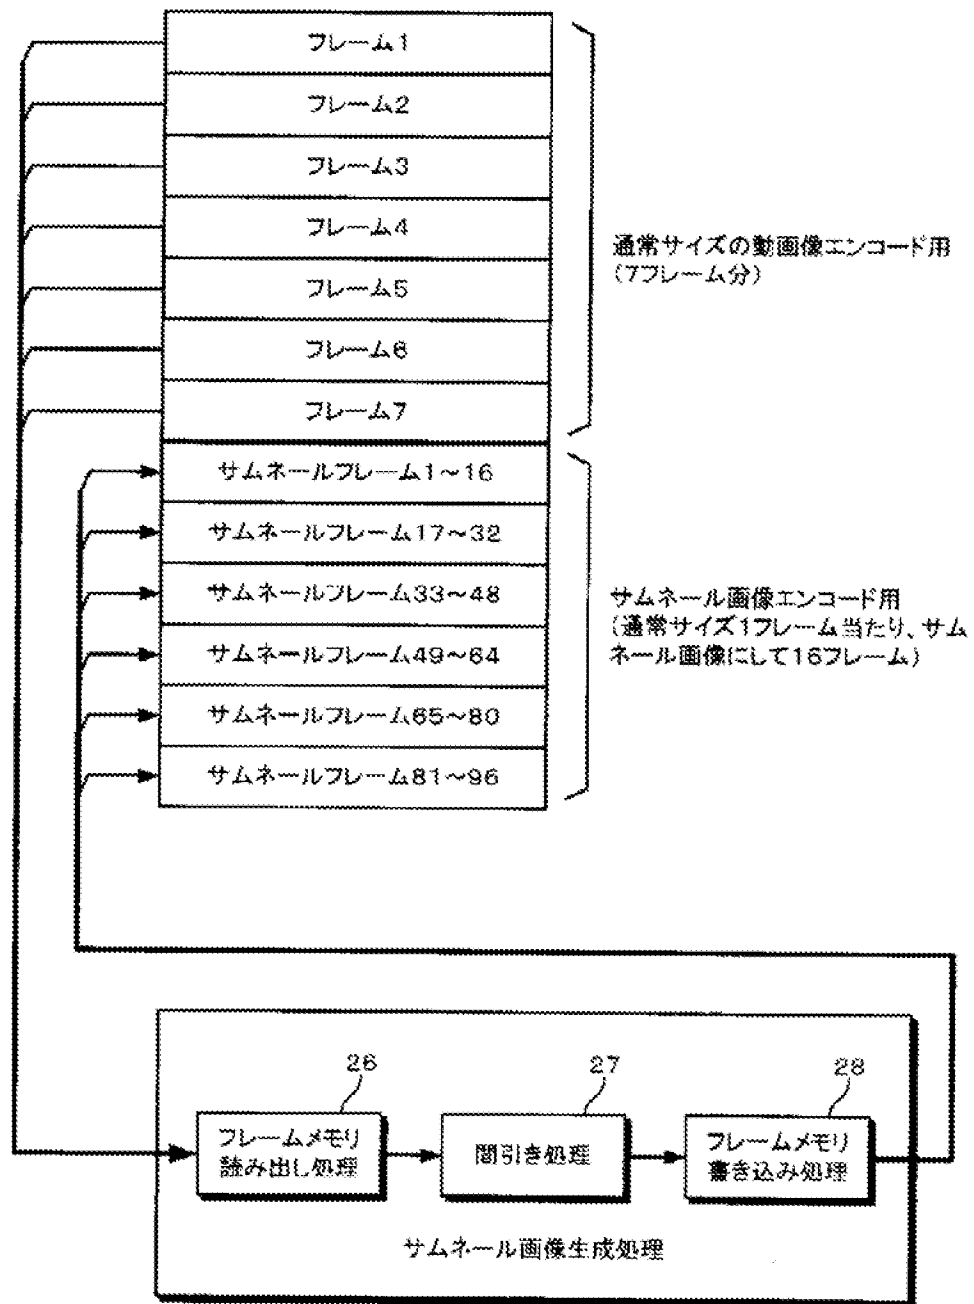 フレーム1
フレーム2
フレーム3
フレーム4
フレーム5
フレーム6
フレーム7
通常サイズの動画像エンコード用
(7フレーム分)
サムネールフレーム1～16
サムネールフレーム17～32
サムネールフレーム33～48
サムネールフレーム49～64
サムネールフレーム65～80
サムネールフレーム81～96
サムネール画像エンコード用
(通常サイズ1フレーム当たり、サム
ネール画像にして16フレーム)
26
フレームメモリ
読み出し処理
27
間引き処理
28
フレームメモリ
書き込み処理
サムネール画像生成処理